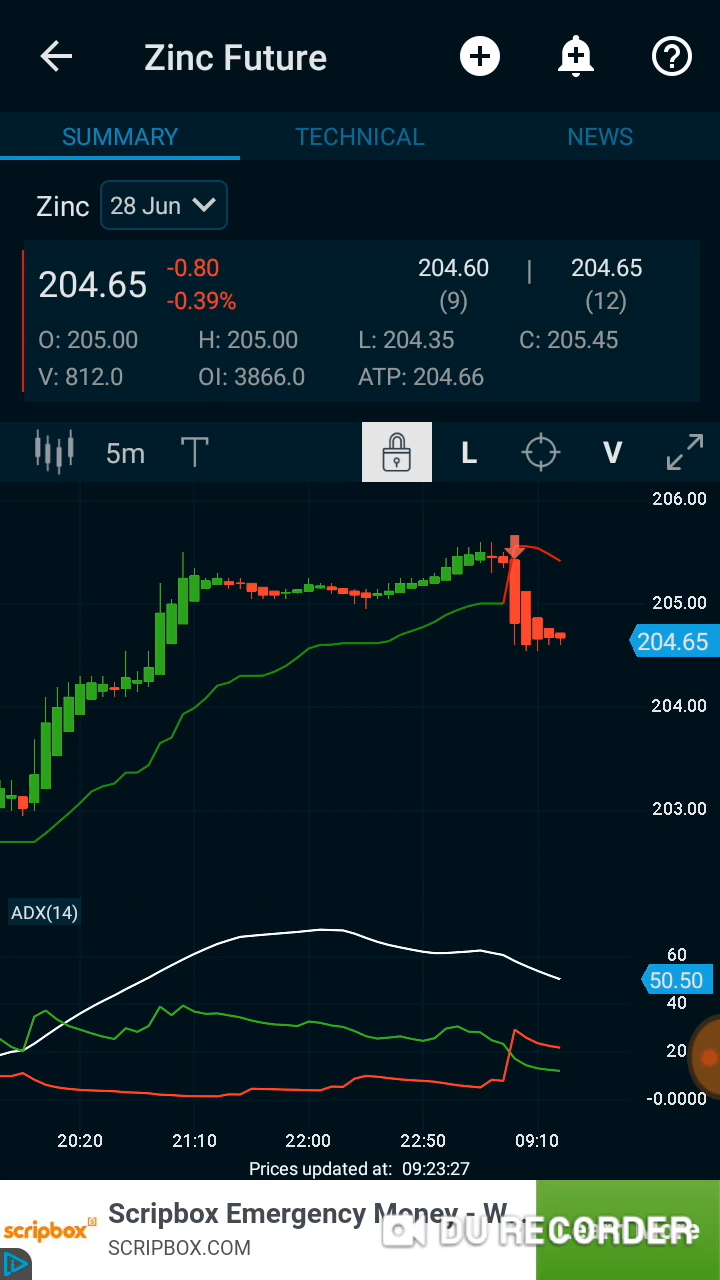 Zinc Future
SUMMARY TECHNICAL NEWS
Zinc 28 Jun
204.65 -0.80 204.60 | 204.65
-0.39% (9) (12)
O: 205.00 H: 205.00 L: 204.35 C: 205.45
V: 812.0 OI: 3866.0 ATP: 204.66
5m T L V
206.00
205.00
204.65
204.00
203.00
ADX(14)
60
50.50
40
20
-0.0000
20:20 21:10 22:00 22:50 09:10
Prices updated at: 09:23:27
Scripbox Emergency Money - W...
scripbox
SCRIPBOX.COM
DU RECORDER